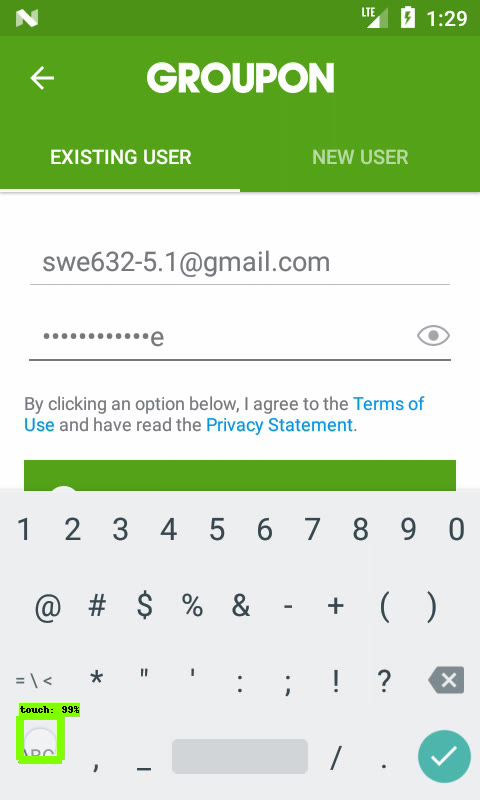 LTE 1:29
GROUPON
EXISTING USER NEW USER
swe632-5.1@gmail.com
••••••••••••e
By clicking an option below, I agree to the Terms of
Use and have read the Privacy Statement.
1 2 3 4 5 6 7 8 9 0
@ # $ % & - + ( )
= \ < * " ' : ; ! ?
touch: 99%
ABC , _ / .